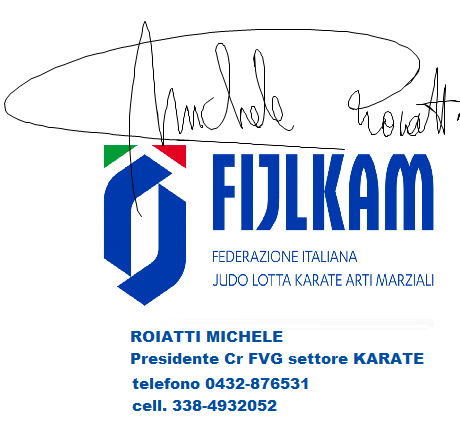 Michele Roiatti
FIJLKAM
FEDERAZIONE ITALIANA
JUDO LOTTA KARATE ARTI MARZIALI
ROIATTI MICHELE
Presidente Cr FVG settore KARATE
telefono 0432-876531
cell. 338-4932052